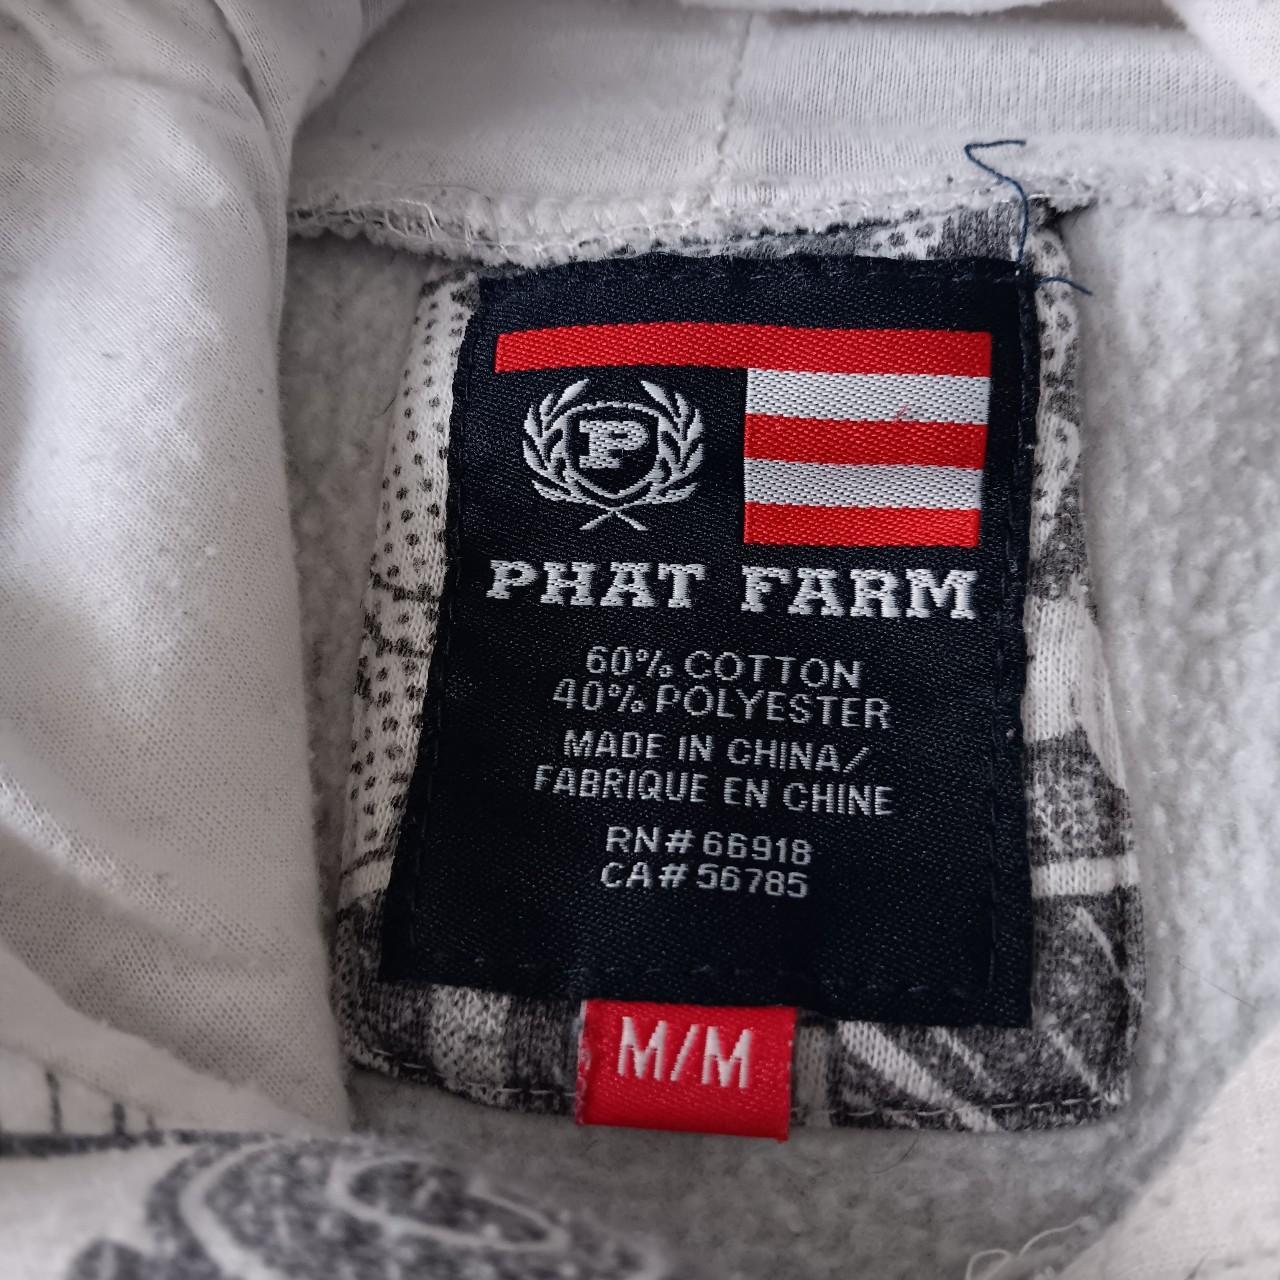 P
PHAT FARM
60% COTTON
40% POLYESTER
MADE IN CHINA/
FABRIQUE EN CHINE
RN# 66918
CA# 56785
M/M